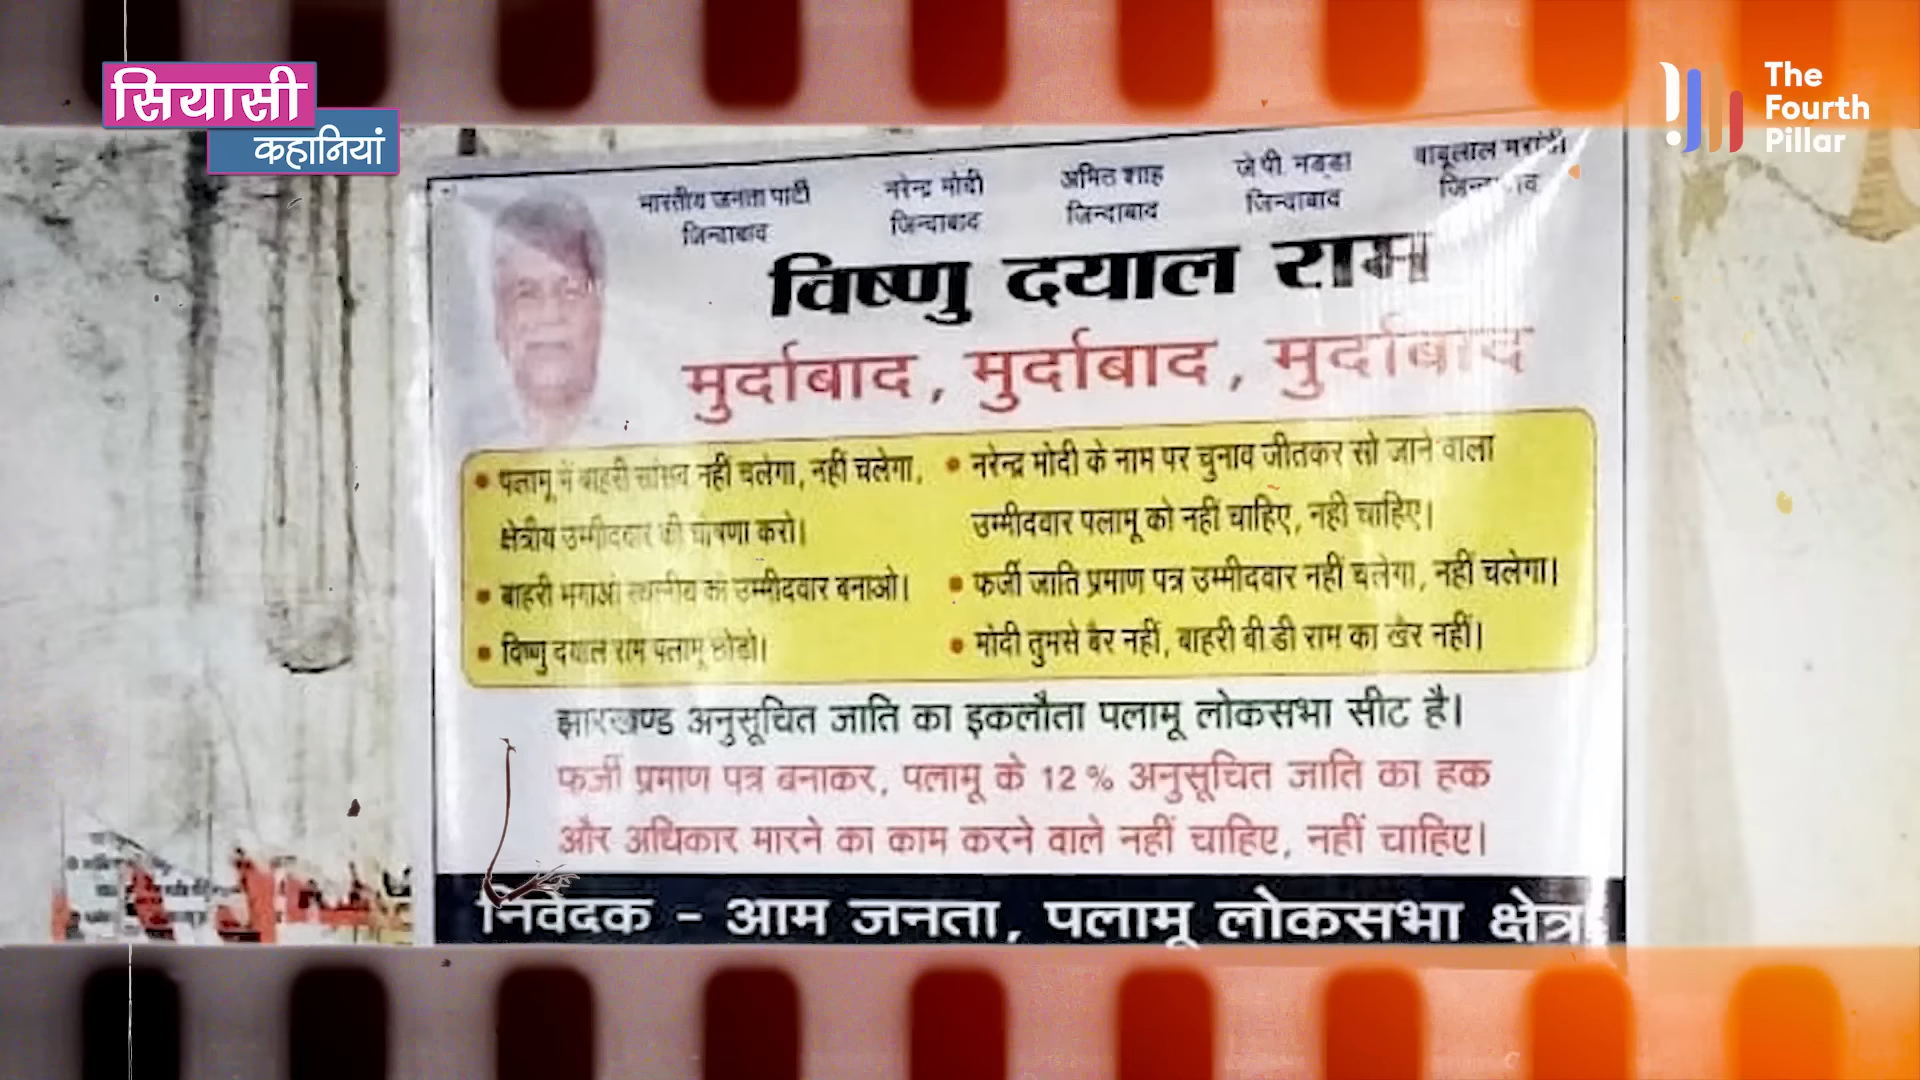 सियासी
कहानियां
The
Fourth
Pillar
भारतीय जनता पार्टी
जिन्दाबाद
नरेन्द्र मोदी
जिन्दाबाद
अमित शाह
जिन्दाबाद
जे.पी. नड्डा
जिन्दाबाद
बाबूलाल मरांडी
विष्णु दयाल राम
मुर्दाबाद, मुर्दाबाद, मुर्दाबाद
• पलामू में बाहरी सांसद नहीं चलेगा, नहीं चलेगा,
क्षेत्रीय उम्मीदवार की घोषणा करो।
• बाहरी भगाओ स्थानीय को उम्मीदवार बनाओ।
• विष्णु दयाल राम पलामू छोडो।
• नरेन्द्र मोदी के नाम पर चुनाव जीतकर सो जाने वाला
उम्मीदवार पलामू को नहीं चाहिए, नही चाहिए।
• फर्जी जाति प्रमाण पत्र उम्मीदवार नहीं चलेगा, नहीं चलेगा।
• मोदी तुमसे बैर नहीं, बाहरी बी डी राम का खैर नहीं।
झारखण्ड अनुसूचित जाति का इकलौता पलामू लोकसभा सीट है।
फर्जी प्रमाण पत्र बनाकर, पलामू के 12% अनुसूचित जाति का हक
और अधिकार मारने का काम करने वाले नहीं चाहिए, नहीं चाहिए।
निवेदक - आम जनता, पलामू लोकसभा क्षेत्र